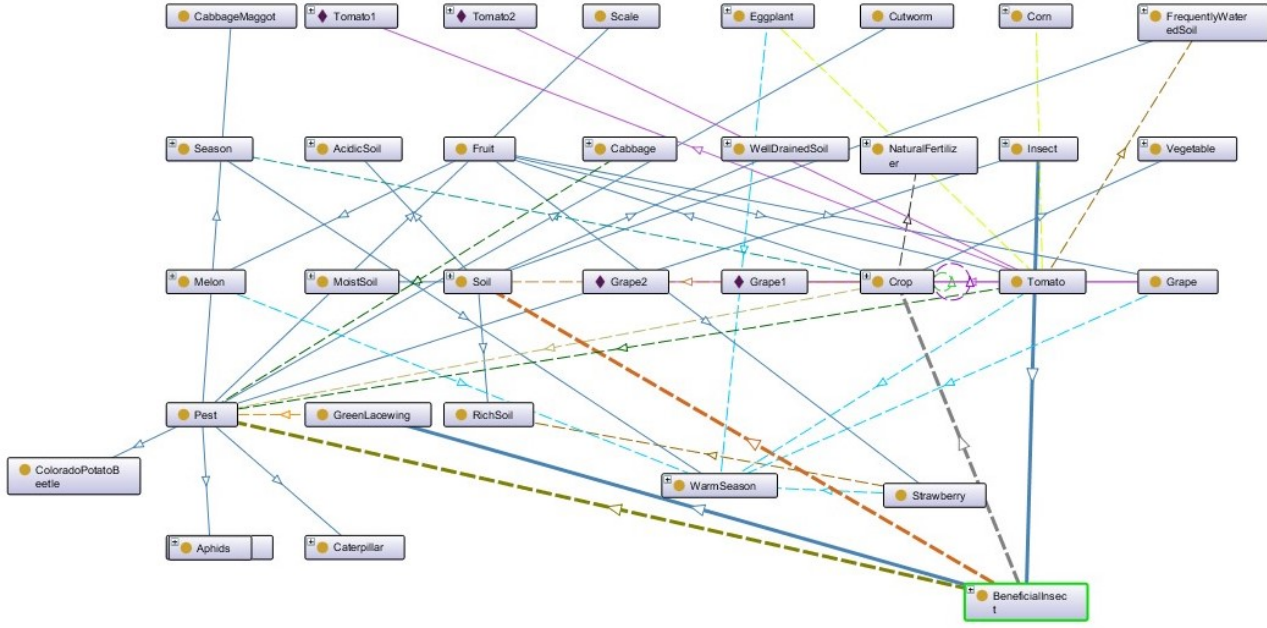 CabbageMaggot
Tomato1
Tomato2
Scale
Eggplant
Cutworm
Corn
FrequentlyWater
edSoil
Season
AcidicSoil
Fruit
Cabbage
WellDrainedSoil
NaturalFertiliz
er
Insect
Vegetable
Melon
MoistSoil
Soil
Grape2
Grape1
Crop
Tomato
Grape
Pest
GreenLacewing
RichSoil
ColoradoPotatoB
eetle
WarmSeason
Strawberry
Aphids
Caterpillar
BeneficialInsec
t